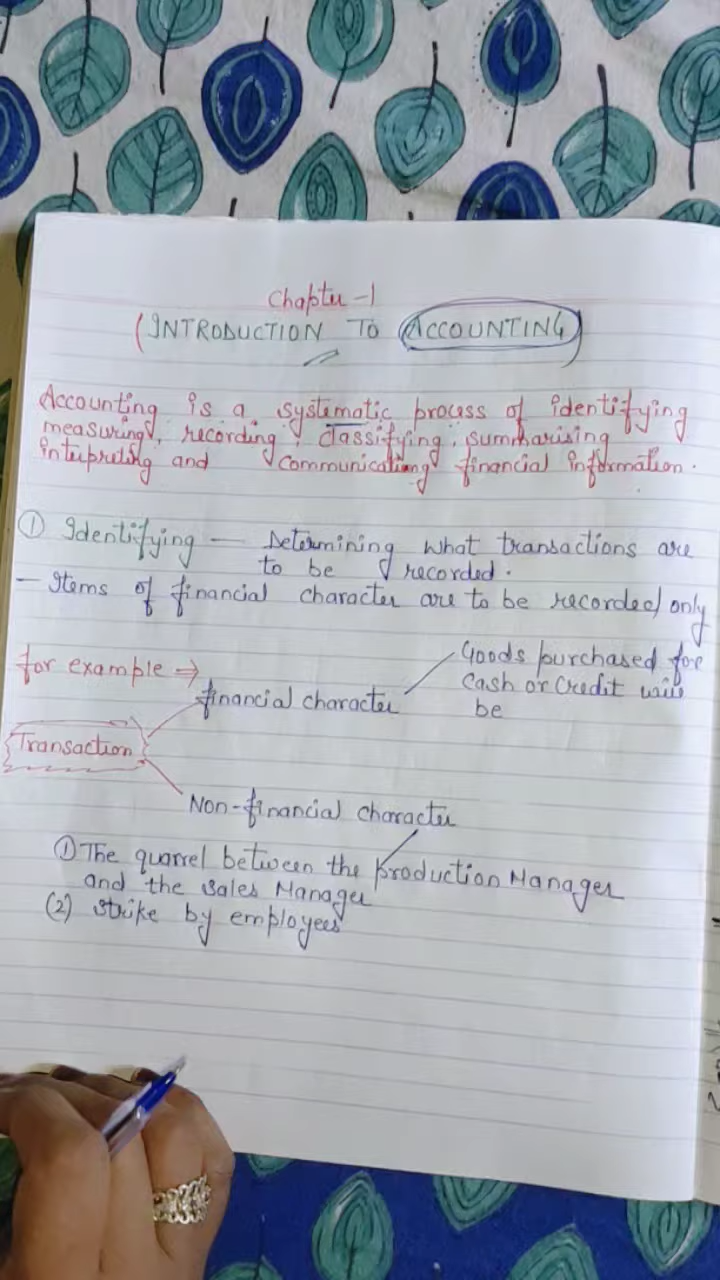 Chapter -1
(INTRODUCTION TO ACCOUNTING)
Accounting is a systematic process of identifying
measuring, recording, classifying, summarising
interpreting and communicating financial information.
① Identifying — Determining what transactions are
to be recorded.
- Items of financial character are to be recorded only
for example ⇒
Goods purchased for
Cash or Credit will
be
financial character
Transaction
Non-financial character
① The quarrel between the production Manager
and the sales Manager
(2) strike by employees